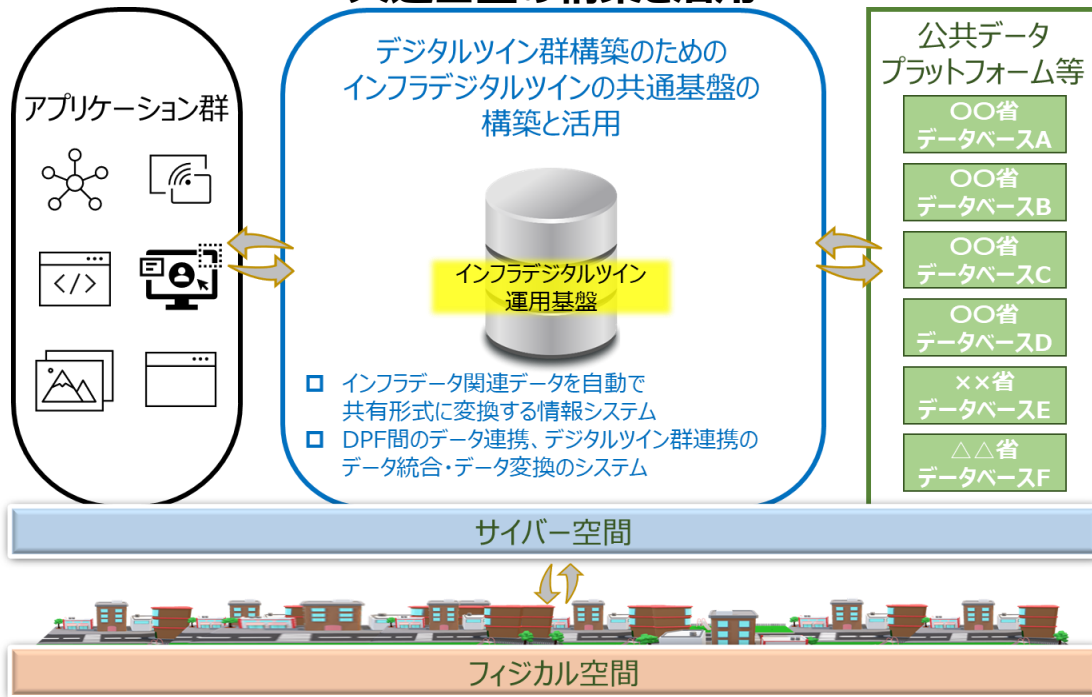 共通基盤の構築と活用
アプリケーション群
</>
デジタルツイン群構築のための
インフラデジタルツインの共通基盤の
構築と活用
インフラデジタルツイン
運用基盤
インフラデータ関連データを自動で
共有形式に変換する情報システム
DPF間のデータ連携、デジタルツイン群連携の
データ統合・データ変換のシステム
公共データ
プラットフォーム等
〇〇省
データベースA
〇〇省
データベースB
〇〇省
データベースC
〇〇省
データベースD
××省
データベースE
△△省
データベースF
サイバー空間
フィジカル空間